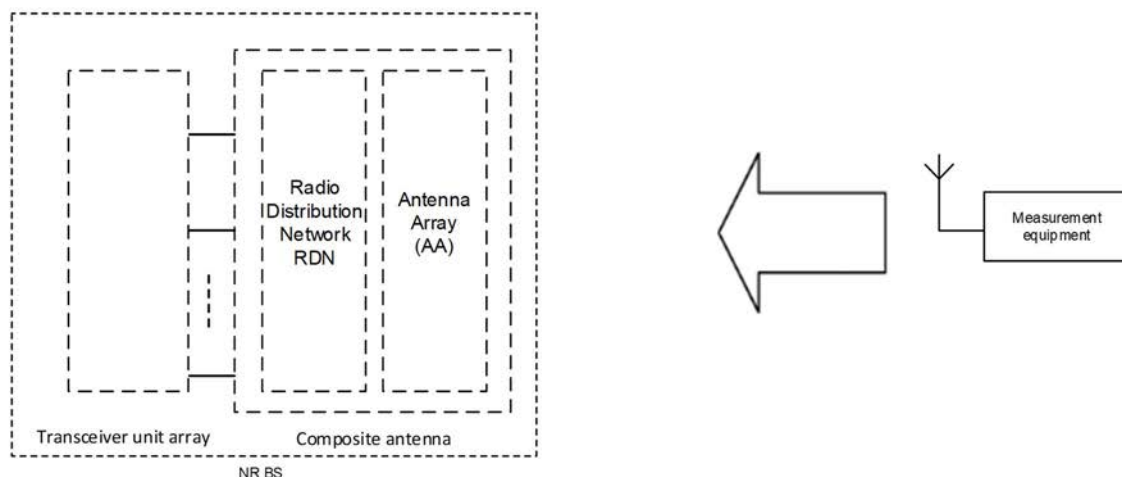 Radio
Distribution
Network
RDN
Antenna
Array
(AA)
Measurement
equipment
Transceiver unit array
Composite antenna
NR BS